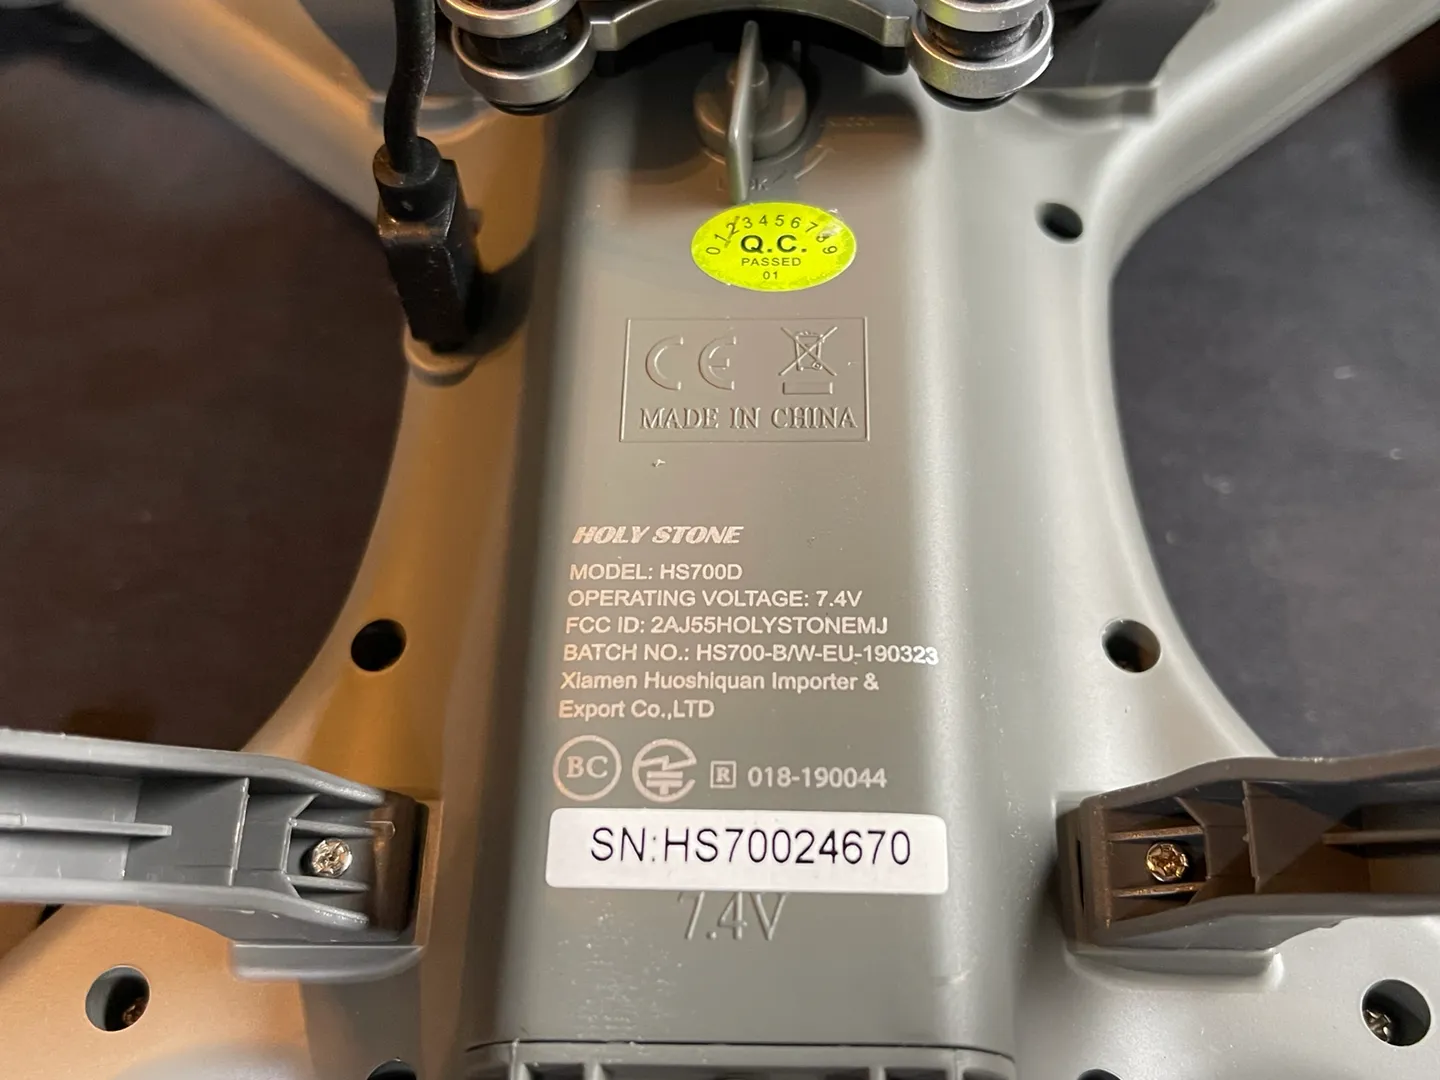 0123456789
Q.C.
PASSED
01
CE
MADE IN CHINA
HOLY STONE
MODEL: HS700D
OPERATING VOLTAGE: 7.4V
FCC ID: 2AJ55HOLYSTONEMJ
BATCH NO.: HS700-B/W-EU-190323
Xiamen Huoshiquan Importer &
Export Co.,LTD
BC R 018-190044
SN:HS70024670
7.4V